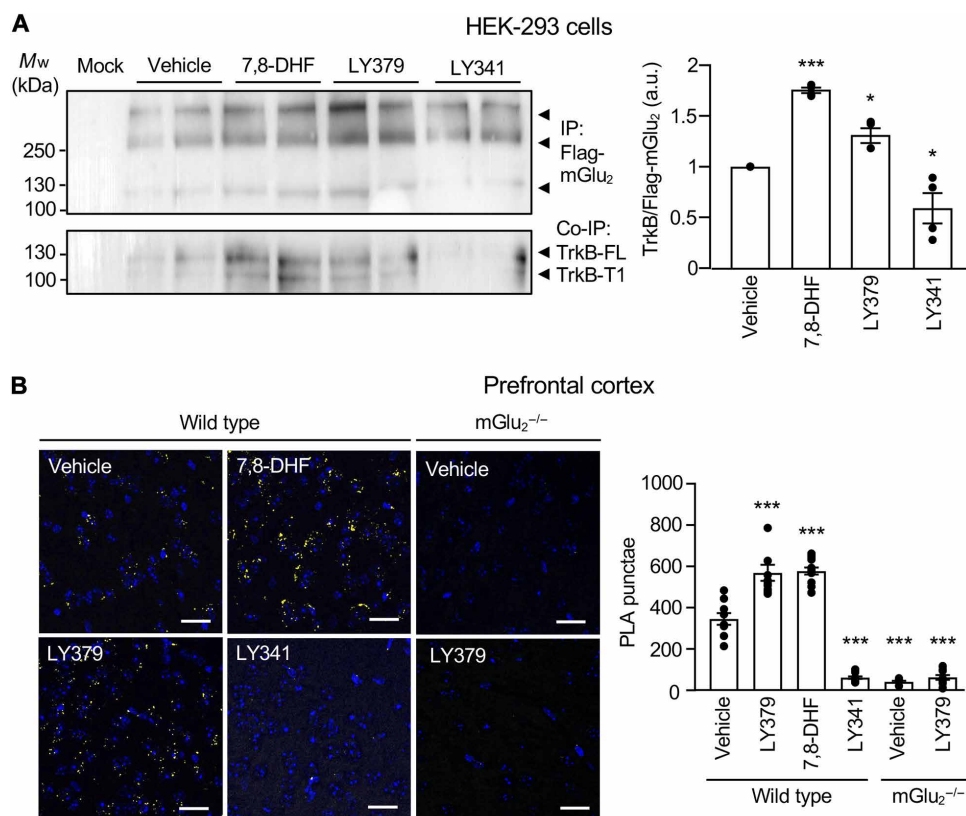 A
HEK-293 cells
Mw
(kDa)
Mock
Vehicle
7,8-DHF
LY379
LY341
250
130
100
IP:
Flag-
mGlu₂
130
100
Co-IP:
TrkB-FL
TrkB-T1
TrkB/Flag-mGlu₂ (a.u.)
2
1.5
1
0.5
0
***
*
*
Vehicle
7,8-DHF
LY379
LY341
B
Prefrontal cortex
Wild type
mGlu₂⁻/⁻
Vehicle
7,8-DHF
Vehicle
LY379
LY341
LY379
PLA punctae
1000
800
600
400
200
0
***
***
***
***
***
Vehicle
LY379
7,8-DHF
LY341
Vehicle
LY379
Wild type
mGlu₂⁻/⁻